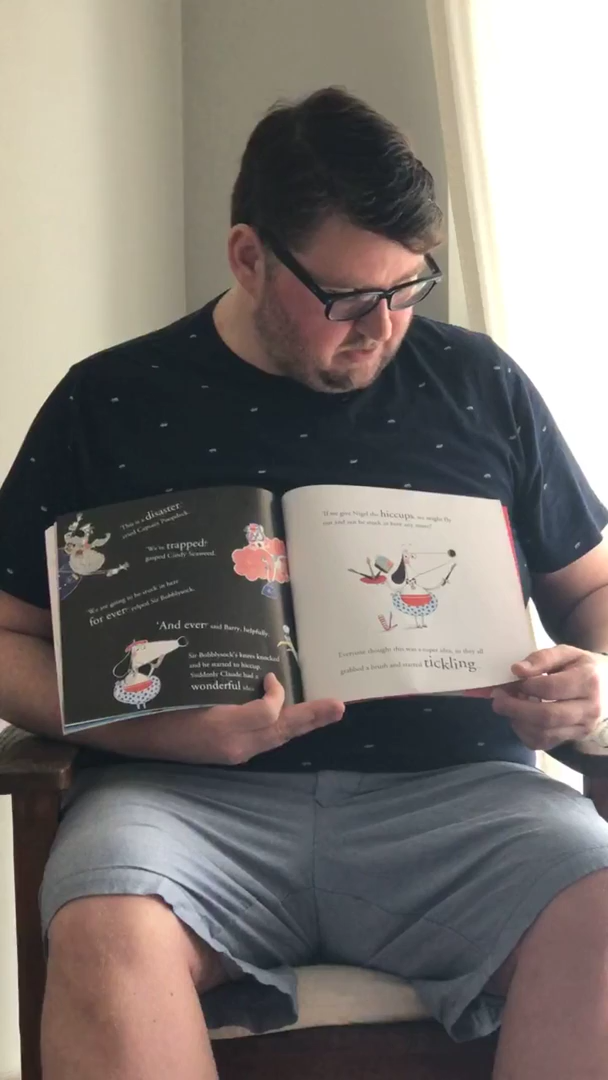 'This is a disaster!'
cried Captain Poopdeck.
'We're trapped!'
gasped Candy Seaweed.
'We are going to be stuck in here
for ever!' yelped Sir Bobblysock.
'And ever' said Barry, helpfully.
Sir Bobblysock's knees knocked
and he started to hiccup.
Suddenly Claude had a
wonderful idea.
'If we give Nigel the hiccups, we might fly
out and not be stuck in here any more!'
Everyone thought this was a super idea, so they all
grabbed a brush and started tickling